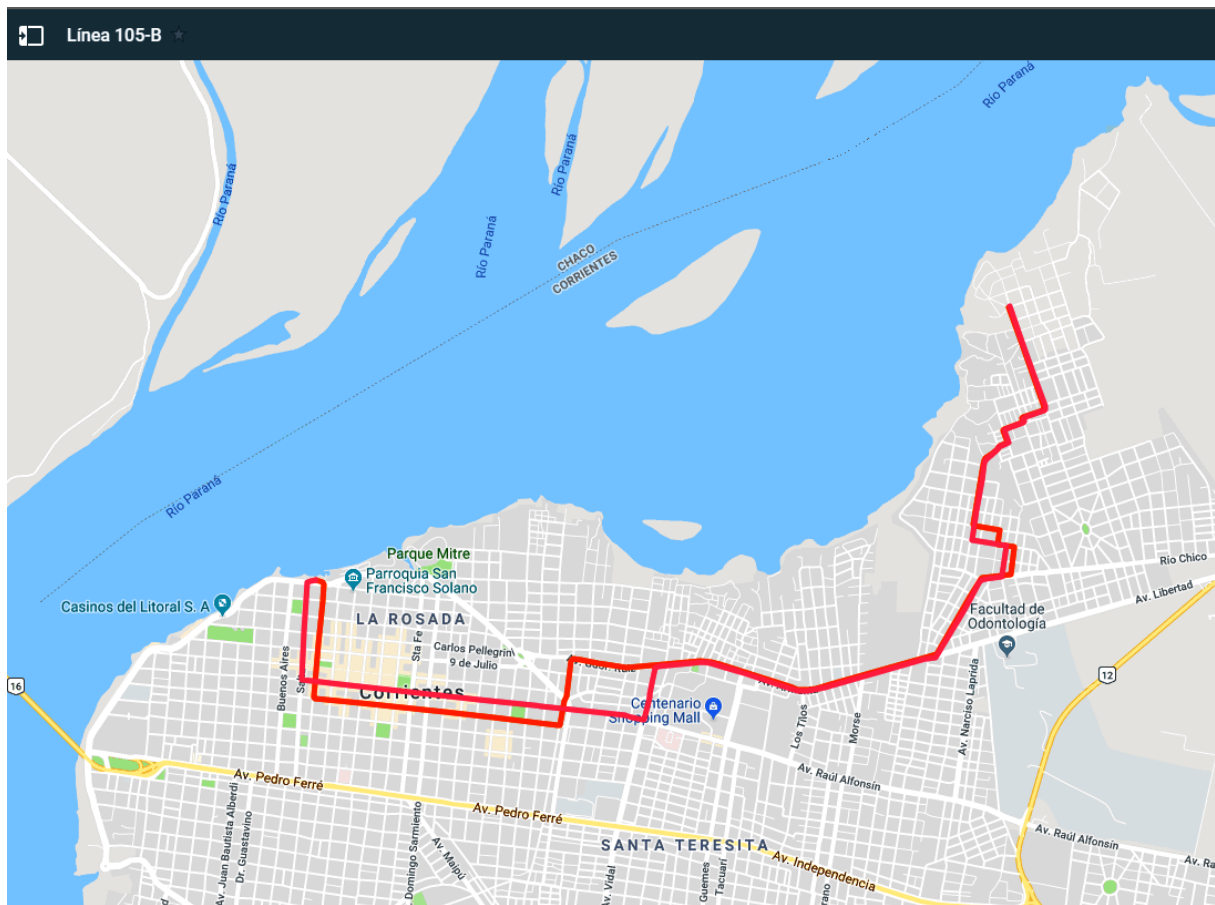 Línea 105-B
Río Paraná
Río Paraná
Río Paraná
Río Paraná
CHACO
CORRIENTES
Río Paraná
Parque Mitre
Parroquia San
Francisco Solano
Casinos del Litoral S. A
LA ROSADA
Río Chico
Av. Libertad
Facultad de
Odontología
Sta Fe
Carlos Pellegrini
9 de Julio
Buenos Aires
Corrientes
Centenario
Shopping Mall
Los Tilos
Morse
Av. Narciso Laprida
12
16
Av. Raúl Alfonsín
Av. Pedro Ferré
Av. Pedro Ferré
Av. Raúl Alfonsín
SANTA TERESITA
Av. Independencia
Av. Juan Bautista Alberdi
Dr. Guastavino
Domingo Sarmiento
Av. Maipú
Av. Vidal
Guemes
Tacuarí